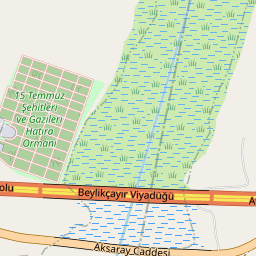 15 Temmuz
Şehitleri
ve Gazileri
Hatıra
Ormanı
olu
Beylikçayır Viyadüğü
Aksaray Caddesi